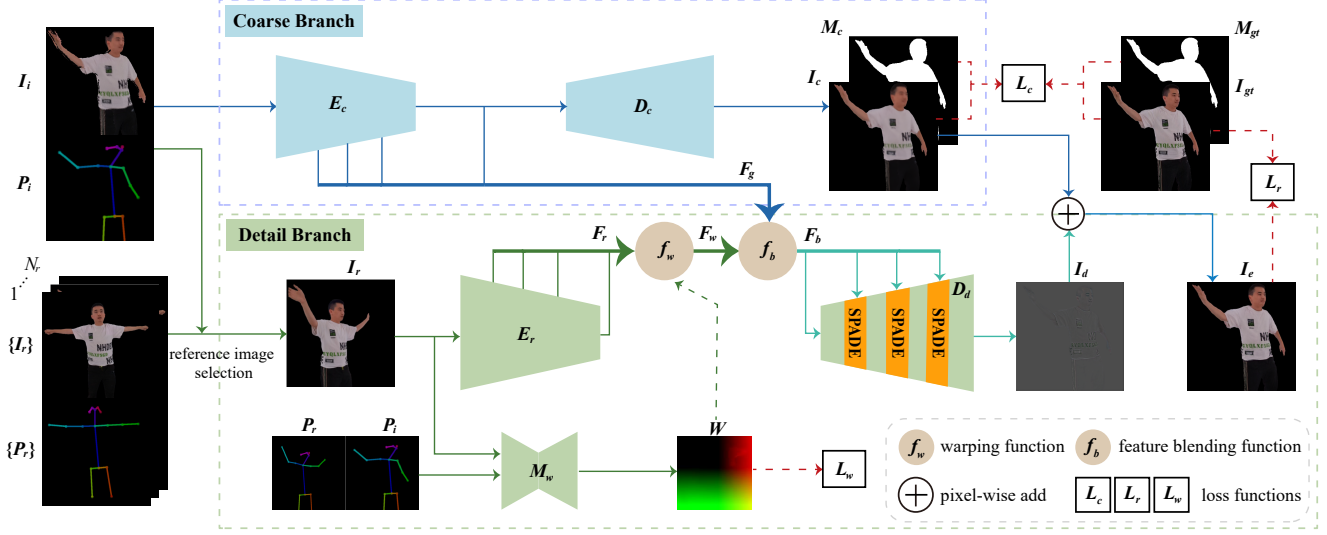 Coarse Branch
I_i
P_i
E_c
D_c
M_c
I_c
L_c
M_gt
I_gt
L_r
F_g
Detail Branch
N_r
1
{I_r}
{P_r}
reference image
selection
I_r
E_r
F_r
f_w
F_w
f_b
F_b
D_d
SPADE
SPADE
SPADE
I_d
I_e
P_r
P_i
M_w
W
L_w
f_w warping function
f_b feature blending function
pixel-wise add
L_c L_r L_w loss functions